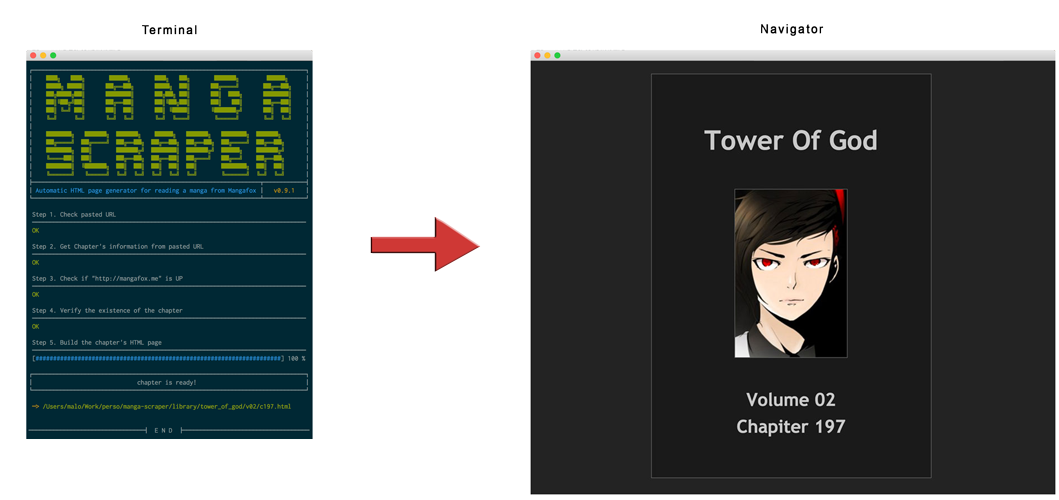 Terminal
Navigator
MANGA
SCRAPER
Automatic HTML page generator for reading a manga from Mangafox
v0.9.1
Step 1. Check pasted URL
OK
Step 2. Get Chapter's information from pasted URL
OK
Step 3. Check if "http://mangafox.me" is UP
OK
Step 4. Verify the existence of the chapter
OK
Step 5. Build the chapter's HTML page
[######################################################################] 100 %
chapter is ready!
~> /Users/malo/Work/perso/manga-scraper/library/tower_of_god/v02/c197.html
E N D
Tower Of God
Volume 02
Chapiter 197